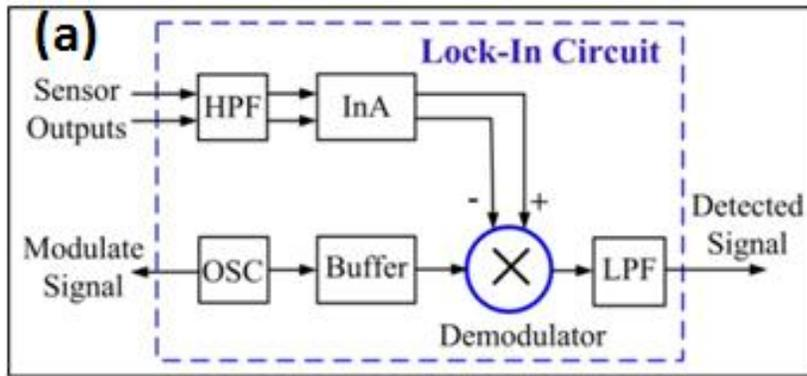 (a)
Lock-In Circuit
Sensor
Outputs
HPF
InA
- +
Modulate
Signal
OSC
Buffer
Demodulator
LPF
Detected
Signal